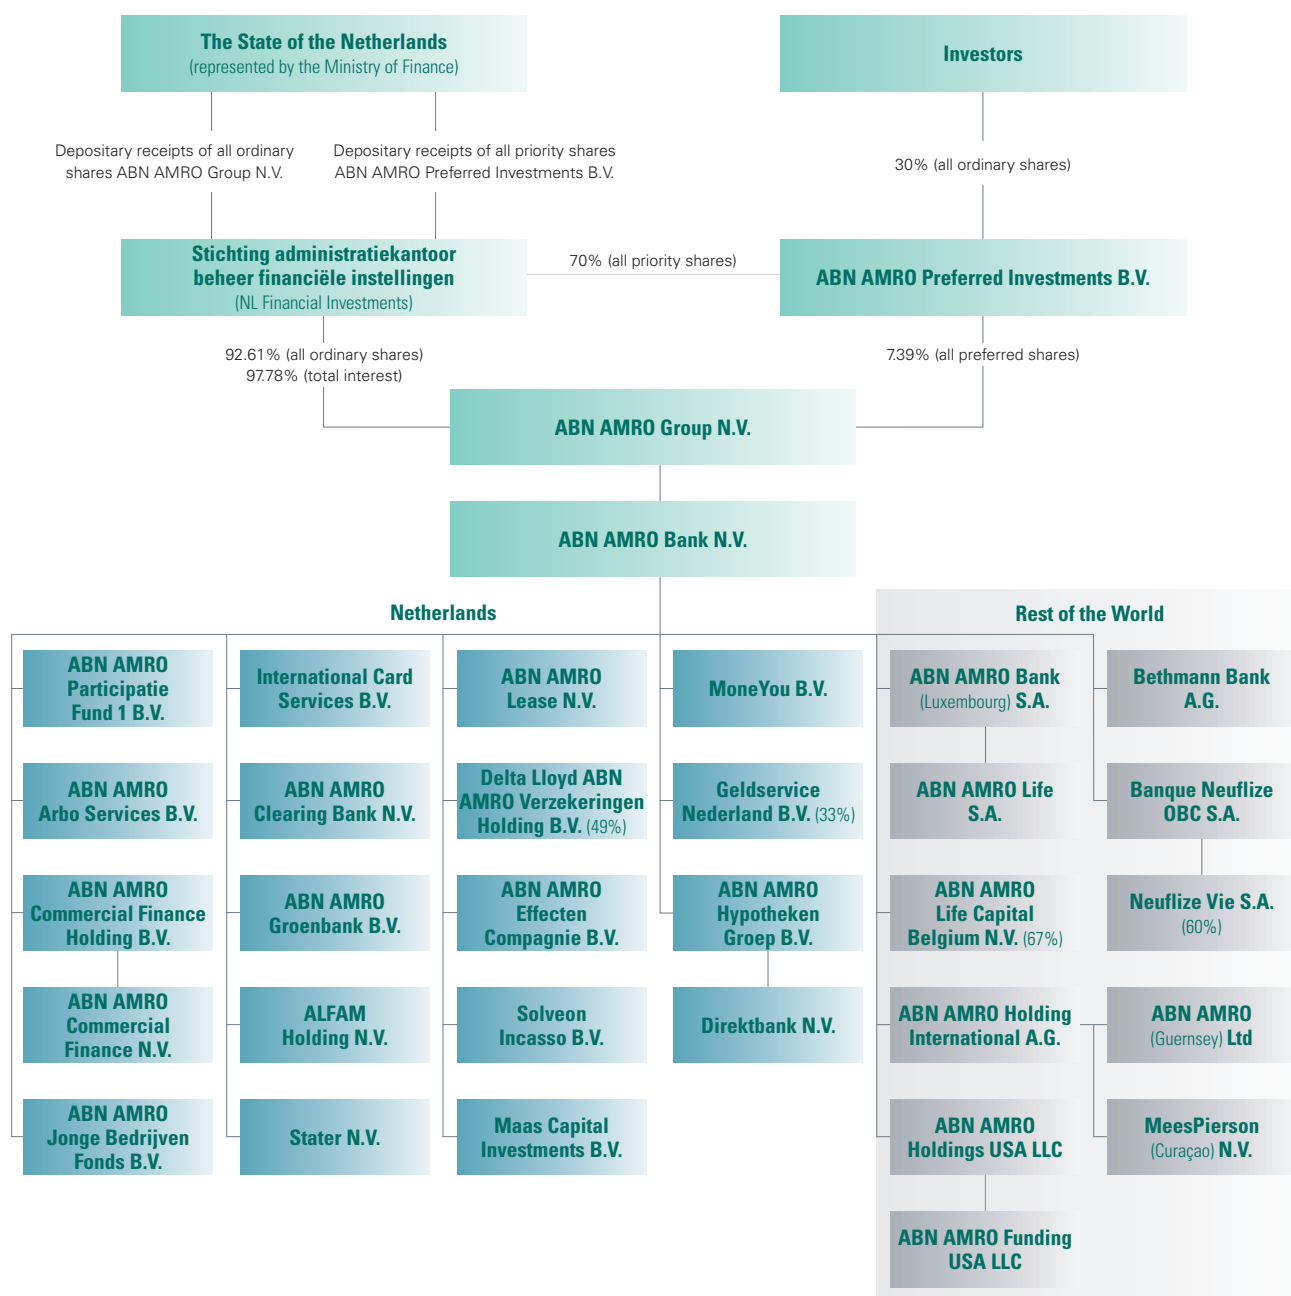 The State of the Netherlands
(represented by the Ministry of Finance)
Investors
Depositary receipts of all ordinary
shares ABN AMRO Group N.V.
Depositary receipts of all priority shares
ABN AMRO Preferred Investments B.V.
30% (all ordinary shares)
Stichting administratiekantoor
beheer financiële instellingen
(NL Financial Investments)
70% (all priority shares)
ABN AMRO Preferred Investments B.V.
92.61% (all ordinary shares)
97.78% (total interest)
7.39% (all preferred shares)
ABN AMRO Group N.V.
ABN AMRO Bank N.V.
Netherlands
Rest of the World
ABN AMRO
Participatie
Fund 1 B.V.
International Card
Services B.V.
ABN AMRO
Lease N.V.
MoneYou B.V.
ABN AMRO Bank
(Luxembourg) S.A.
Bethmann Bank
A.G.
ABN AMRO
Arbo Services B.V.
ABN AMRO
Clearing Bank N.V.
Delta Lloyd ABN
AMRO Verzekeringen
Holding B.V. (49%)
Geldservice
Nederland B.V. (33%)
ABN AMRO Life
S.A.
Banque Neuflize
OBC S.A.
ABN AMRO
Commercial Finance
Holding B.V.
ABN AMRO
Groenbank B.V.
ABN AMRO
Effecten
Compagnie B.V.
ABN AMRO
Hypotheken
Groep B.V.
ABN AMRO
Life Capital
Belgium N.V. (67%)
Neuflize Vie S.A.
(60%)
ABN AMRO
Commercial
Finance N.V.
ALFAM
Holding N.V.
Solveon
Incasso B.V.
Direktbank N.V.
ABN AMRO Holding
International A.G.
ABN AMRO
(Guernsey) Ltd
ABN AMRO
Jonge Bedrijven
Fonds B.V.
Stater N.V.
Maas Capital
Investments B.V.
ABN AMRO
Holdings USA LLC
MeesPierson
(Curaçao) N.V.
ABN AMRO Funding
USA LLC